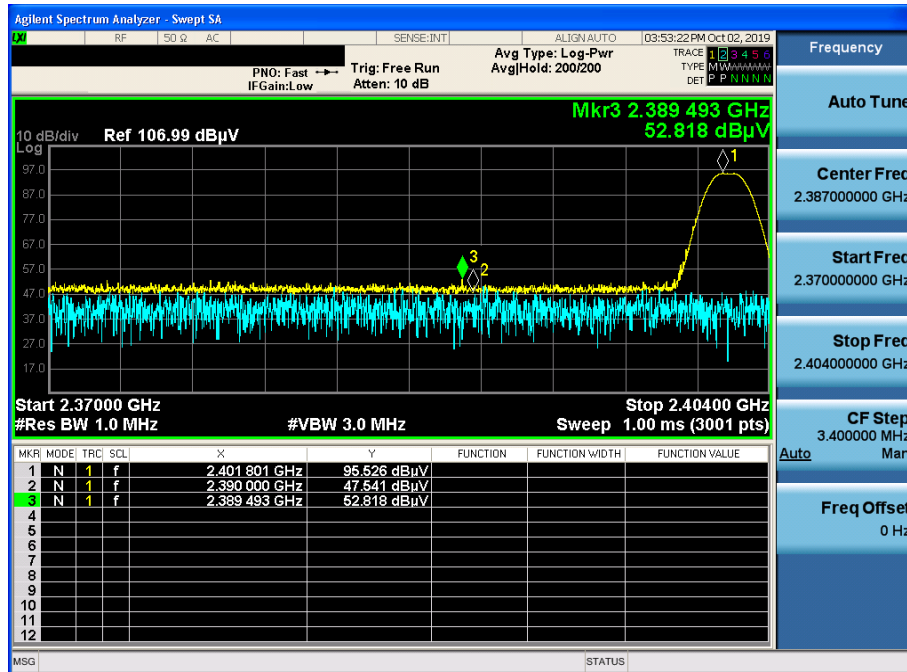 Agilent Spectrum Analyzer - Swept SA
LXI RF 50 Ω AC SENSE:INT ALIGN AUTO 03:53:22 PM Oct 02, 2019
PNO: Fast Trig: Free Run Avg Type: Log-Pwr TRACE 1 2 3 4 5 6
IFGain:Low Atten: 10 dB Avg|Hold: 200/200 TYPE M W W W W W
DET P P N N N N
Mkr3 2.389 493 GHz
52.818 dBµV
10 dB/div Ref 106.99 dBµV
Log
97.0
87.0
77.0
67.0
57.0
47.0
37.0
27.0
17.0
1
3
2
Start 2.37000 GHz Stop 2.40400 GHz
#Res BW 1.0 MHz #VBW 3.0 MHz Sweep 1.00 ms (3001 pts)
MKR MODE TRC SCL X Y FUNCTION FUNCTION WIDTH FUNCTION VALUE
1 N 1 f 2.401 801 GHz 95.526 dBµV
2 N 1 f 2.390 000 GHz 47.541 dBµV
3 N 1 f 2.389 493 GHz 52.818 dBµV
4
5
6
7
8
9
10
11
12
MSG STATUS
Frequency
Auto Tune
Center Freq
2.387000000 GHz
Start Freq
2.370000000 GHz
Stop Freq
2.404000000 GHz
CF Step
3.400000 MHz
Auto Man
Freq Offset
0 Hz